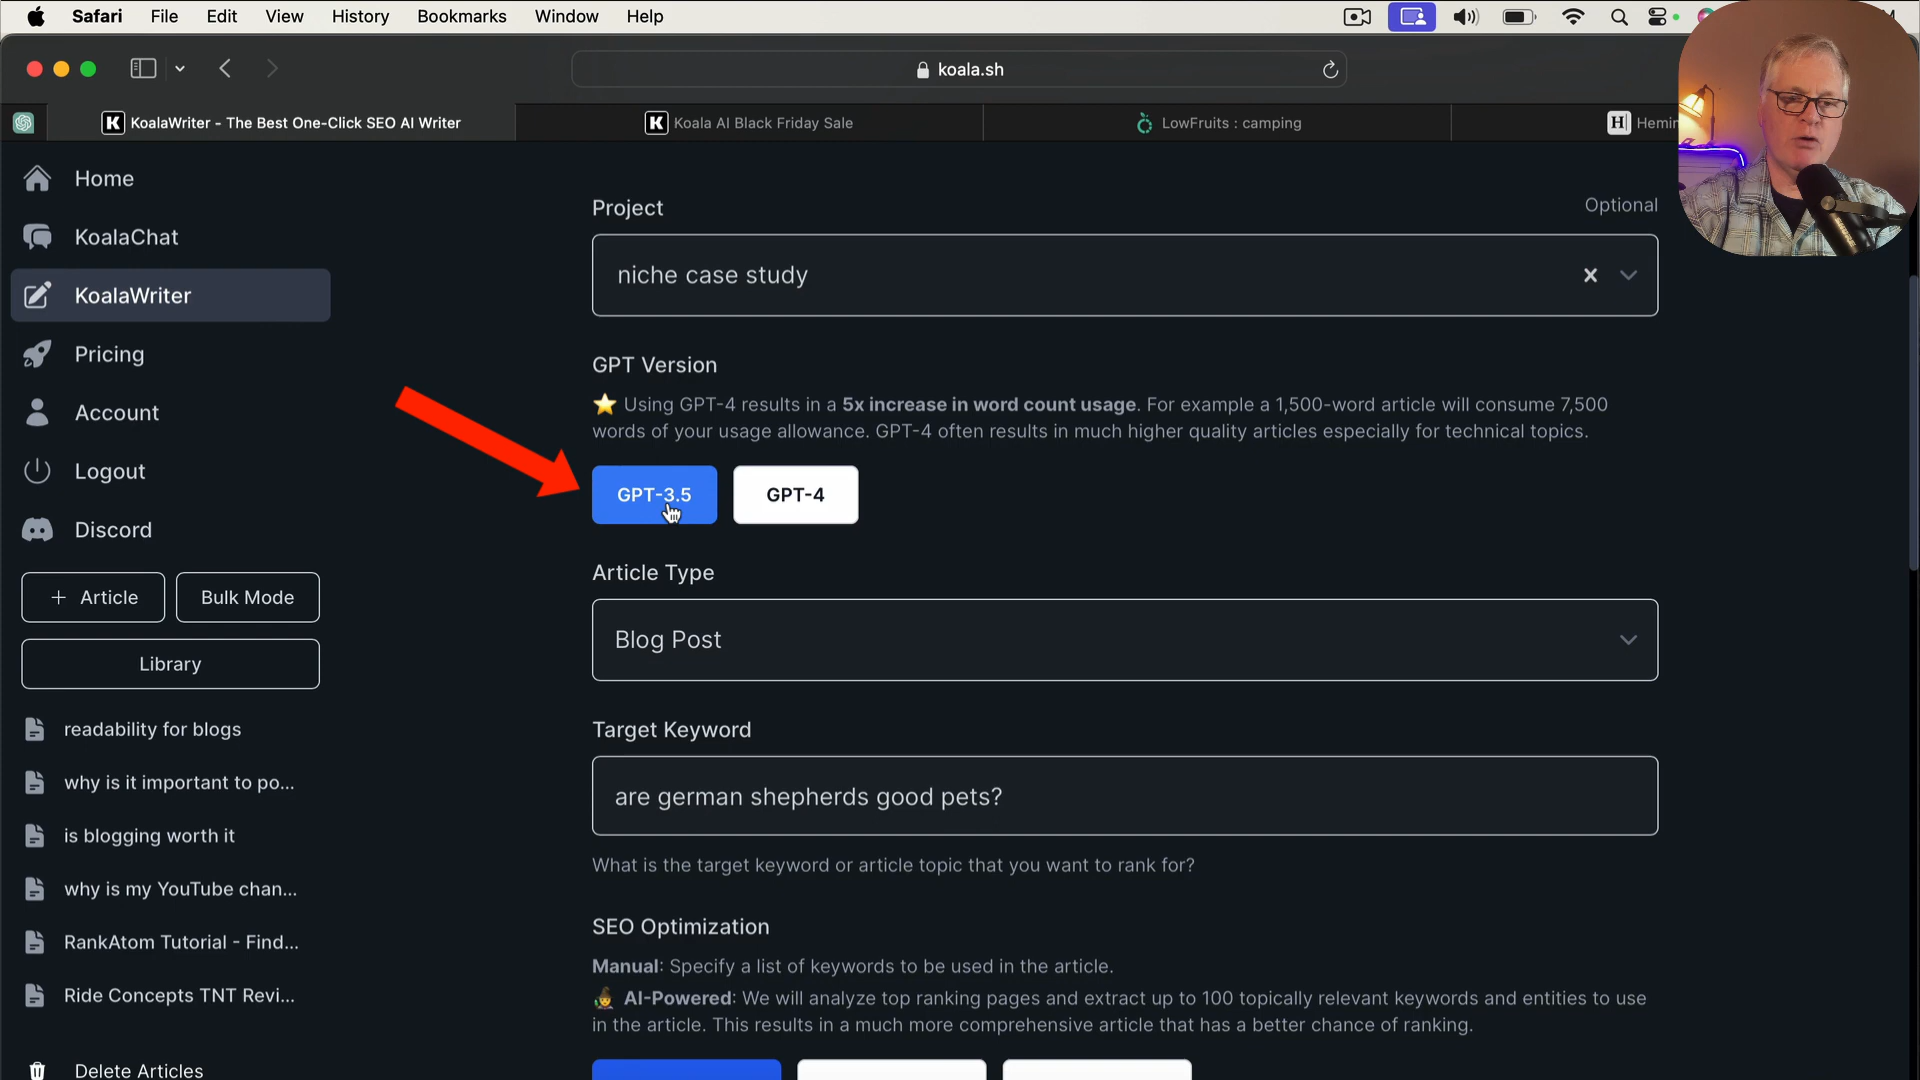 Safari File Edit View History Bookmarks Window Help
koala.sh
KoalaWriter - The Best One-Click SEO AI Writer
Koala AI Black Friday Sale
LowFruits : camping
Home
KoalaChat
KoalaWriter
Pricing
Account
Logout
Discord
+ Article
Bulk Mode
Library
readability for blogs
why is it important to po...
is blogging worth it
why is my YouTube chan...
RankAtom Tutorial - Find...
Ride Concepts TNT Revi...
Delete Articles
Project
Optional
niche case study
GPT Version
⭐ Using GPT-4 results in a 5x increase in word count usage. For example a 1,500-word article will consume 7,500
words of your usage allowance. GPT-4 often results in much higher quality articles especially for technical topics.
GPT-3.5
GPT-4
Article Type
Blog Post
Target Keyword
are german shepherds good pets?
What is the target keyword or article topic that you want to rank for?
SEO Optimization
Manual: Specify a list of keywords to be used in the article.
AI-Powered: We will analyze top ranking pages and extract up to 100 topically relevant keywords and entities to use
in the article. This results in a much more comprehensive article that has a better chance of ranking.